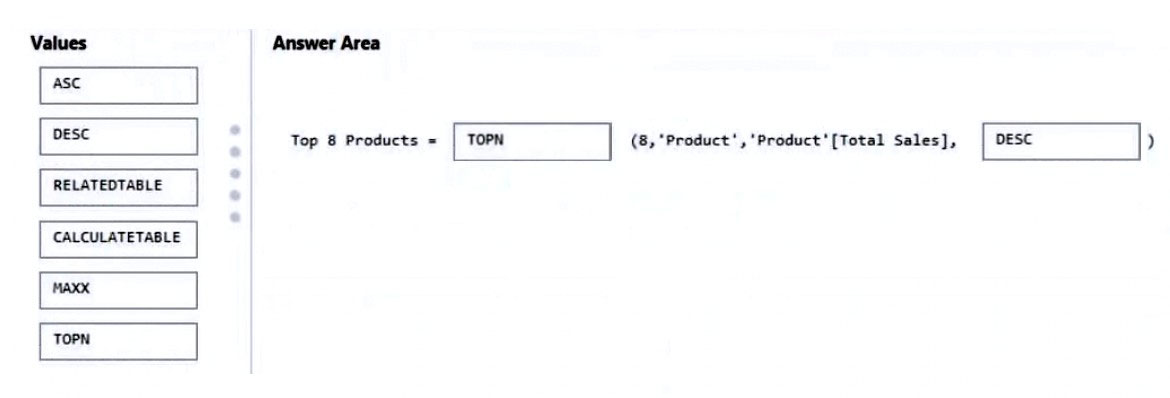 Values
ASC
DESC
RELATEDTABLE
CALCULATETABLE
MAXX
TOPN
Answer Area
Top 8 Products = TOPN (8,'Product','Product'[Total Sales], DESC )